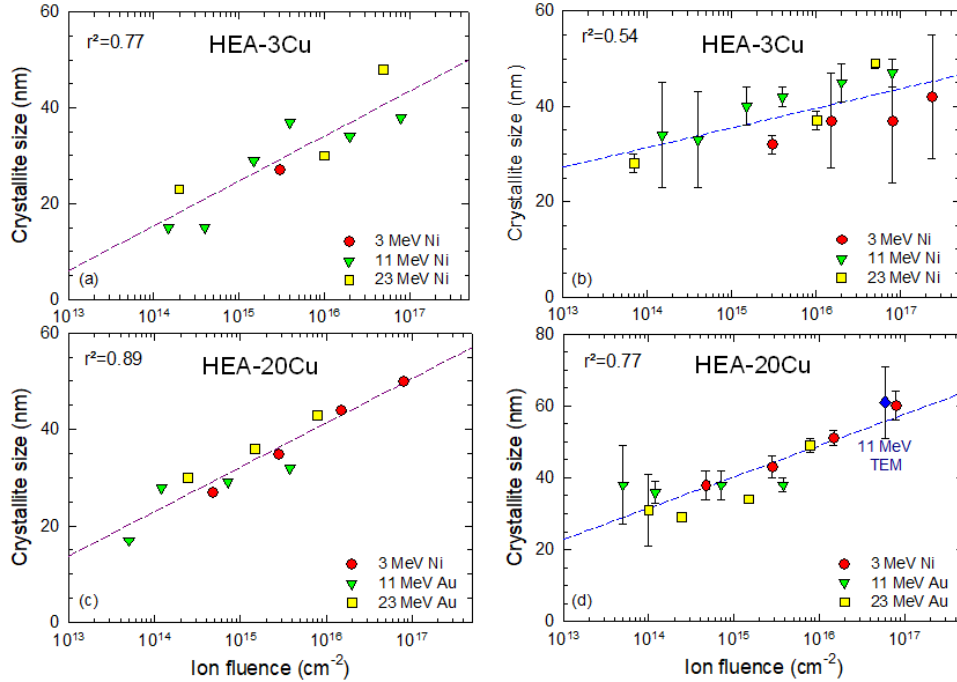 60
40
20
0
Crystallite size (nm)
r²=0.77
HEA-3Cu
3 MeV Ni
11 MeV Ni
23 MeV Ni
(a)
10¹³ 10¹⁴ 10¹⁵ 10¹⁶ 10¹⁷
60
40
20
0
Crystallite size (nm)
r²=0.54
HEA-3Cu
3 MeV Ni
11 MeV Ni
23 MeV Ni
(b)
10¹³ 10¹⁴ 10¹⁵ 10¹⁶ 10¹⁷
60
40
20
0
Crystallite size (nm)
r²=0.89
HEA-20Cu
3 MeV Ni
11 MeV Au
23 MeV Au
(c)
10¹³ 10¹⁴ 10¹⁵ 10¹⁶ 10¹⁷
Ion fluence (cm⁻²)
80
60
40
20
0
Crystallite size (nm)
r²=0.77
HEA-20Cu
11 MeV
TEM
3 MeV Ni
11 MeV Au
23 MeV Au
(d)
10¹³ 10¹⁴ 10¹⁵ 10¹⁶ 10¹⁷
Ion fluence (cm⁻²)